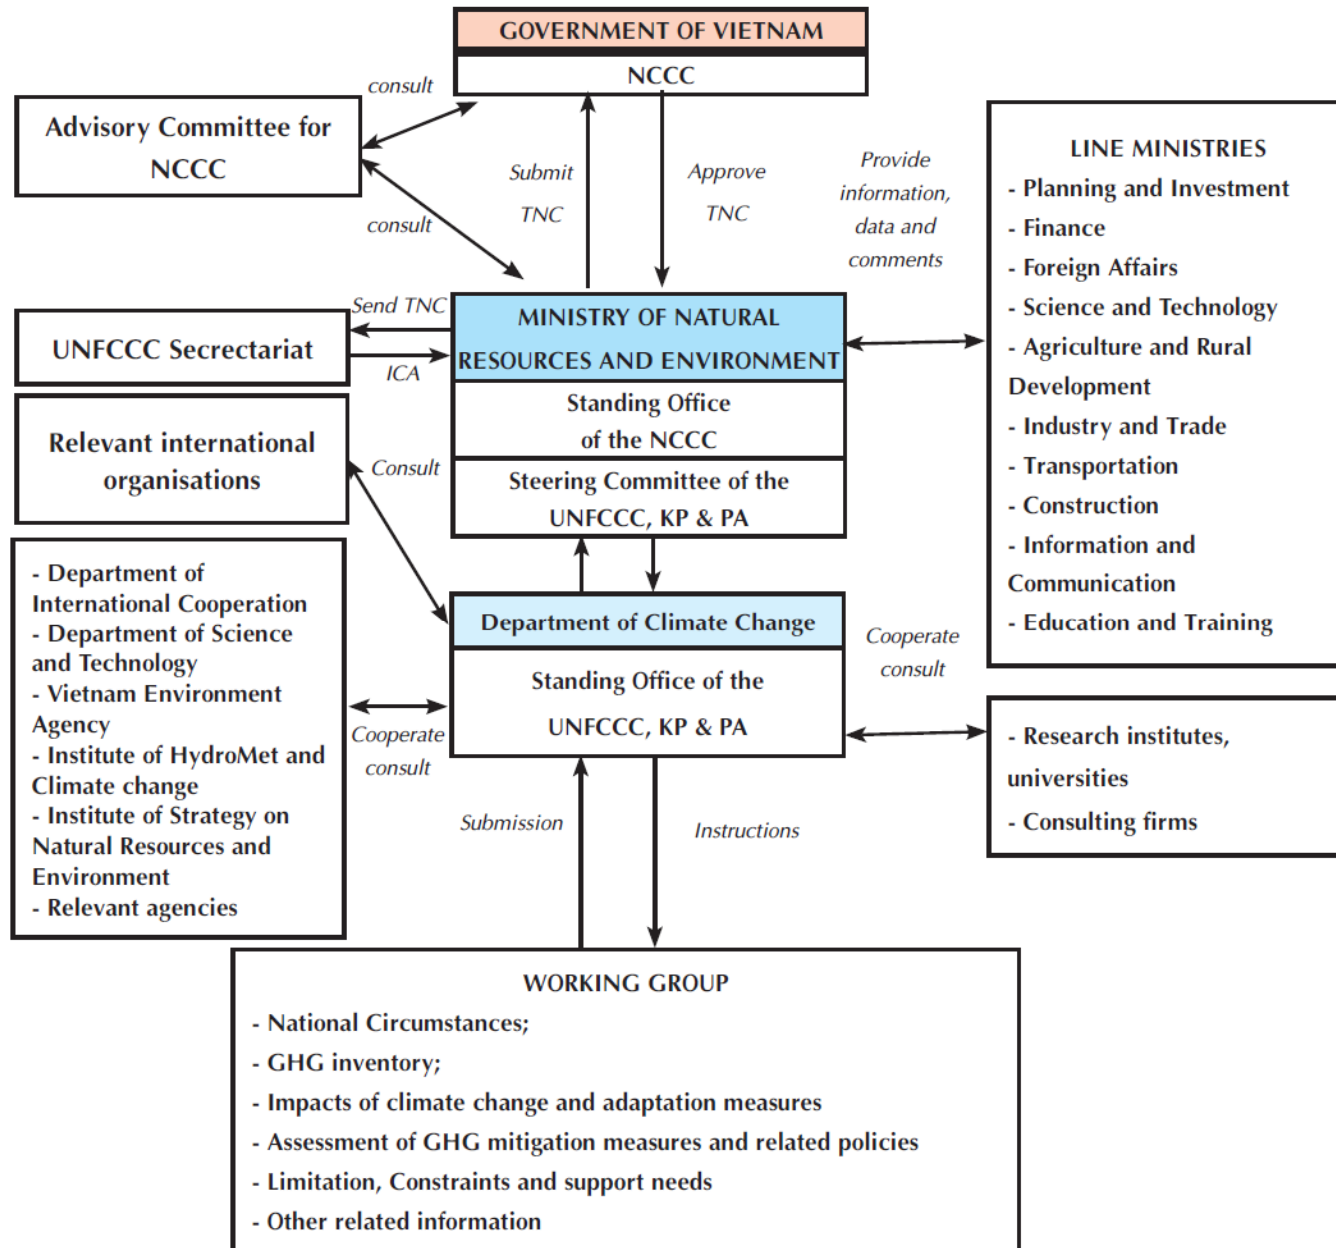 GOVERNMENT OF VIETNAM
NCCC
consult
Advisory Committee for
NCCC
consult
Submit
TNC
Approve
TNC
Provide
information,
data and
comments
LINE MINISTRIES
- Planning and Investment
- Finance
- Foreign Affairs
- Science and Technology
- Agriculture and Rural
Development
- Industry and Trade
- Transportation
- Construction
- Information and
Communication
- Education and Training
Send TNC
UNFCCC Secrectariat
ICA
MINISTRY OF NATURAL
RESOURCES AND ENVIRONMENT
Standing Office
of the NCCC
Steering Committee of the
UNFCCC, KP & PA
Relevant international
organisations
Consult
- Department of
International Cooperation
- Department of Science
and Technology
- Vietnam Environment
Agency
- Institute of HydroMet and
Climate change
- Institute of Strategy on
Natural Resources and
Environment
- Relevant agencies
Cooperate
consult
Department of Climate Change
Standing Office of the
UNFCCC, KP & PA
Cooperate
consult
- Research institutes,
universities
- Consulting firms
Submission
Instructions
WORKING GROUP
- National Circumstances;
- GHG inventory;
- Impacts of climate change and adaptation measures
- Assessment of GHG mitigation measures and related policies
- Limitation, Constraints and support needs
- Other related information